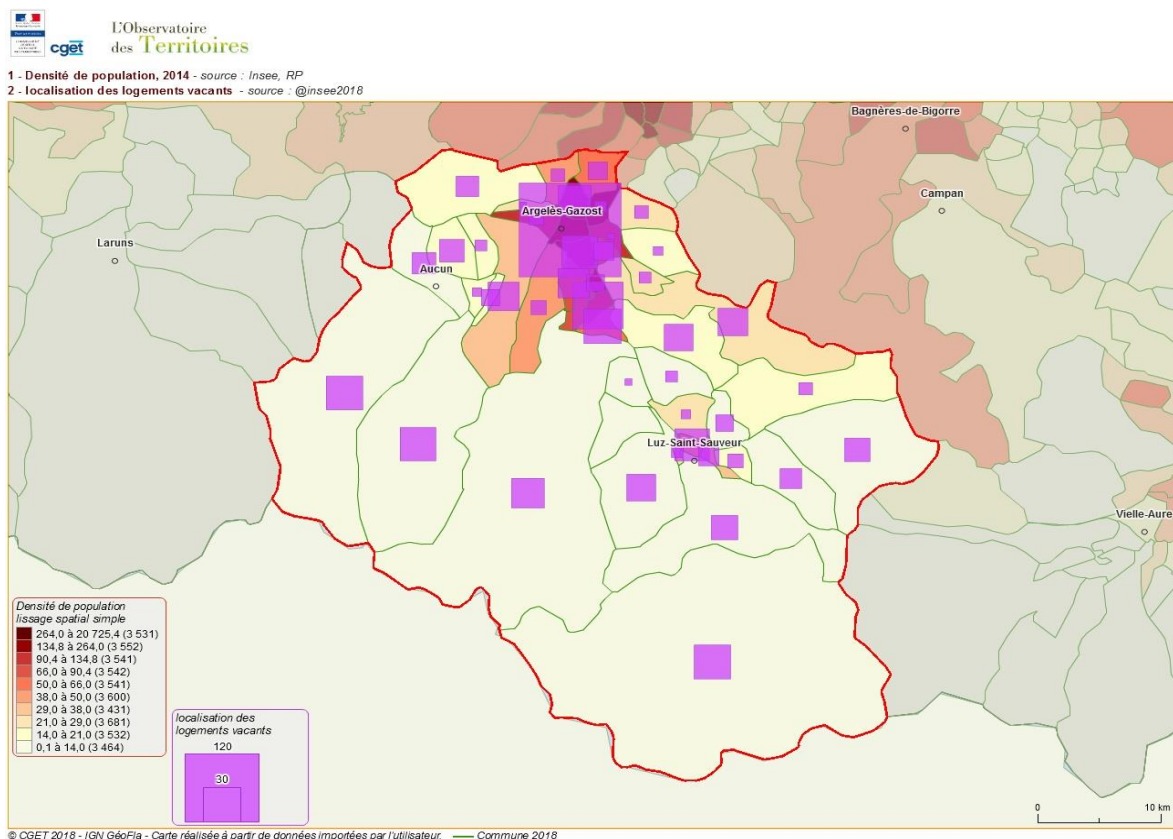 cget
L'Observatoire
des Territoires
1 - Densité de population, 2014 - source : Insee, RP
2 - localisation des logements vacants - source : @insee2018
Bagnères-de-Bigorre
Campan
Argelès-Gazost
Laruns
Aucun
Luz-Saint-Sauveur
Vielle-Aure
Densité de population
lissage spatial simple
264,0 à 20 725,4 (3 531)
134,8 à 264,0 (3 552)
90,4 à 134,8 (3 541)
66,0 à 90,4 (3 542)
50,0 à 66,0 (3 541)
38,0 à 50,0 (3 600)
29,0 à 38,0 (3 431)
21,0 à 29,0 (3 681)
14,0 à 21,0 (3 532)
0,1 à 14,0 (3 464)
localisation des
logements vacants
120
30
0 10 km
© CGET 2018 - IGN GéoFla - Carte réalisée à partir de données importées par l'utilisateur. Commune 2018